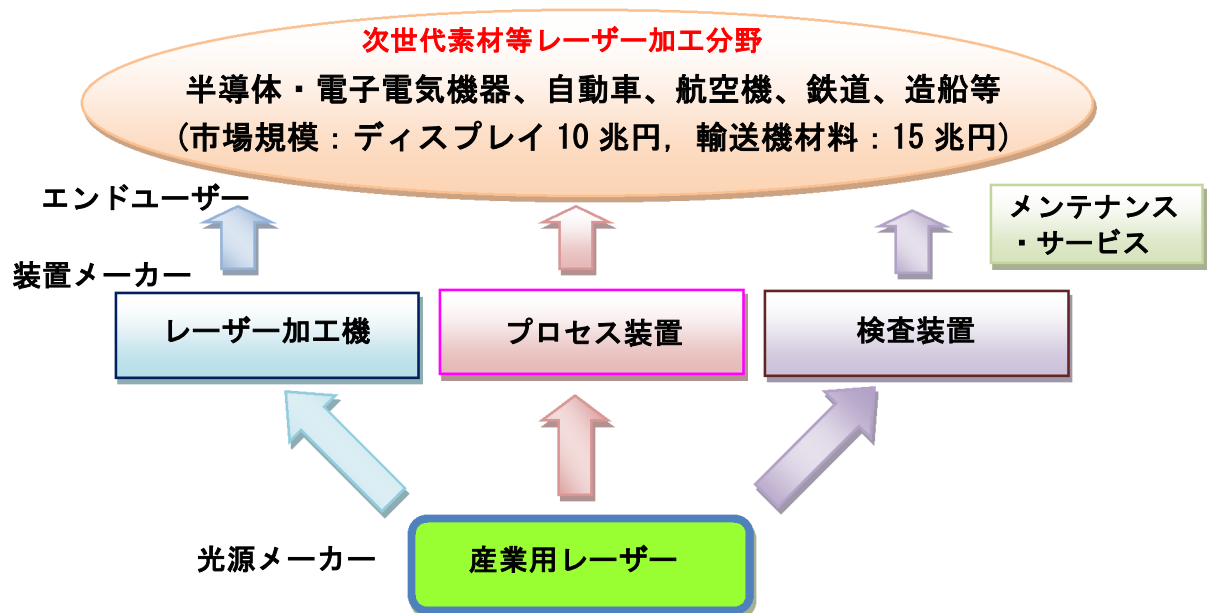 次世代素材等レーザー加工分野
半導体・電子電気機器、自動車、航空機、鉄道、造船等
(市場規模：ディスプレイ 10 兆円，輸送機材料：15 兆円)
エンドユーザー
メンテナンス
・サービス
装置メーカー
レーザー加工機
プロセス装置
検査装置
光源メーカー
産業用レーザー